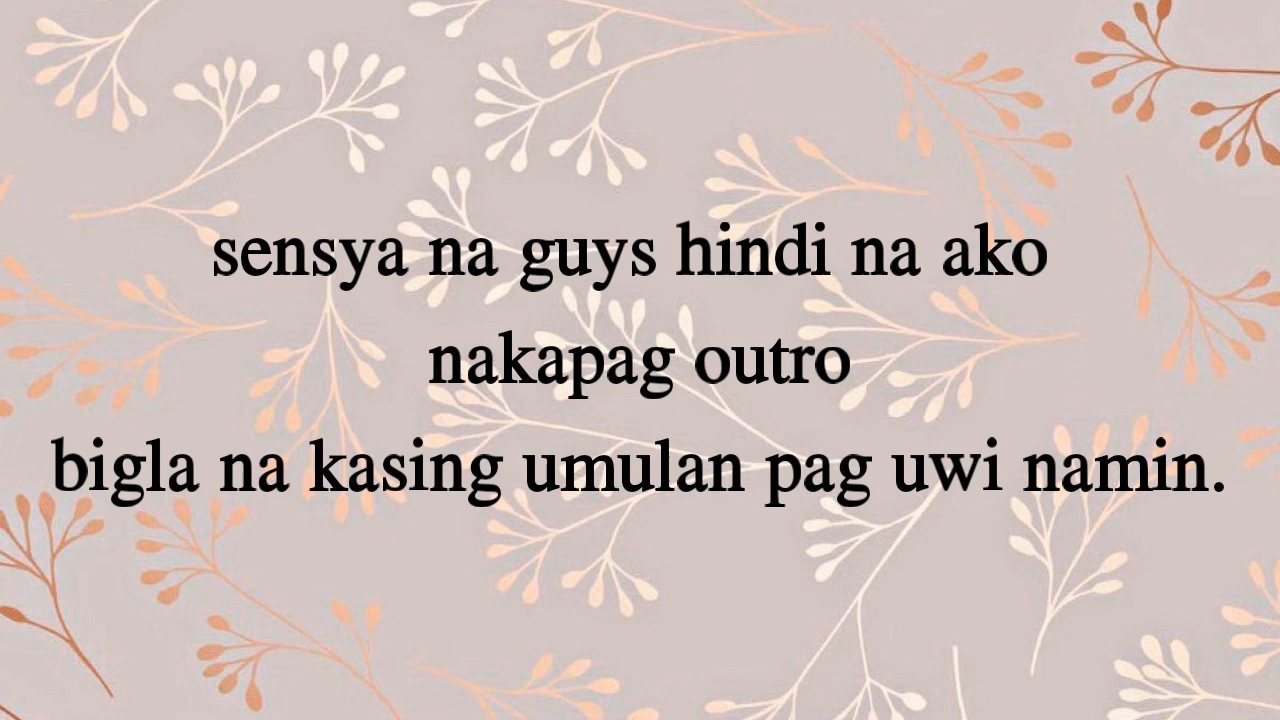 sensya na guys hindi na ako
nakapag outro
bigla na kasing umulan pag uwi namin.